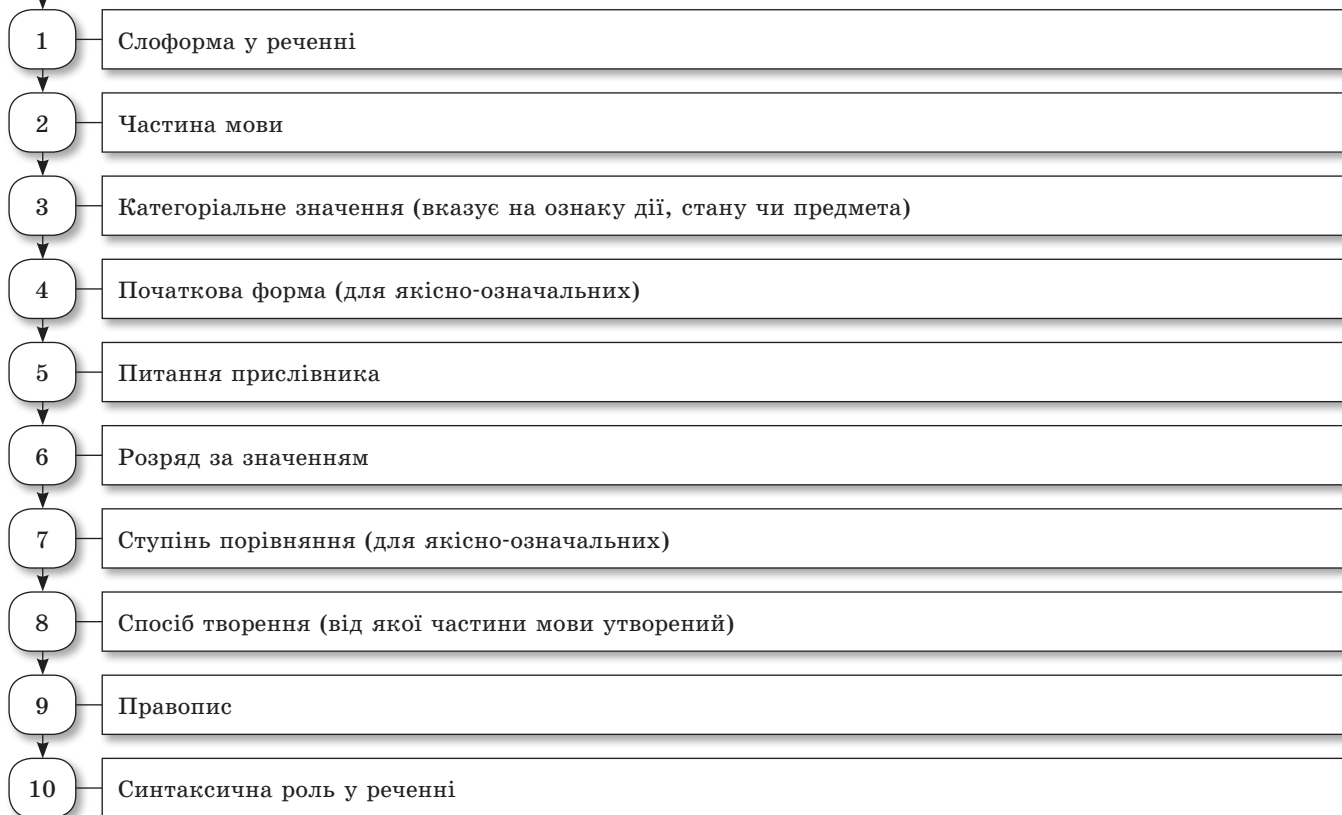 1 Слоформа у реченні
2 Частина мови
3 Категоріальне значення (вказує на ознаку дії, стану чи предмета)
4 Початкова форма (для якісно-означальних)
5 Питання прислівника
6 Розряд за значенням
7 Ступінь порівняння (для якісно-означальних)
8 Спосіб творення (від якої частини мови утворений)
9 Правопис
10 Синтаксична роль у реченні